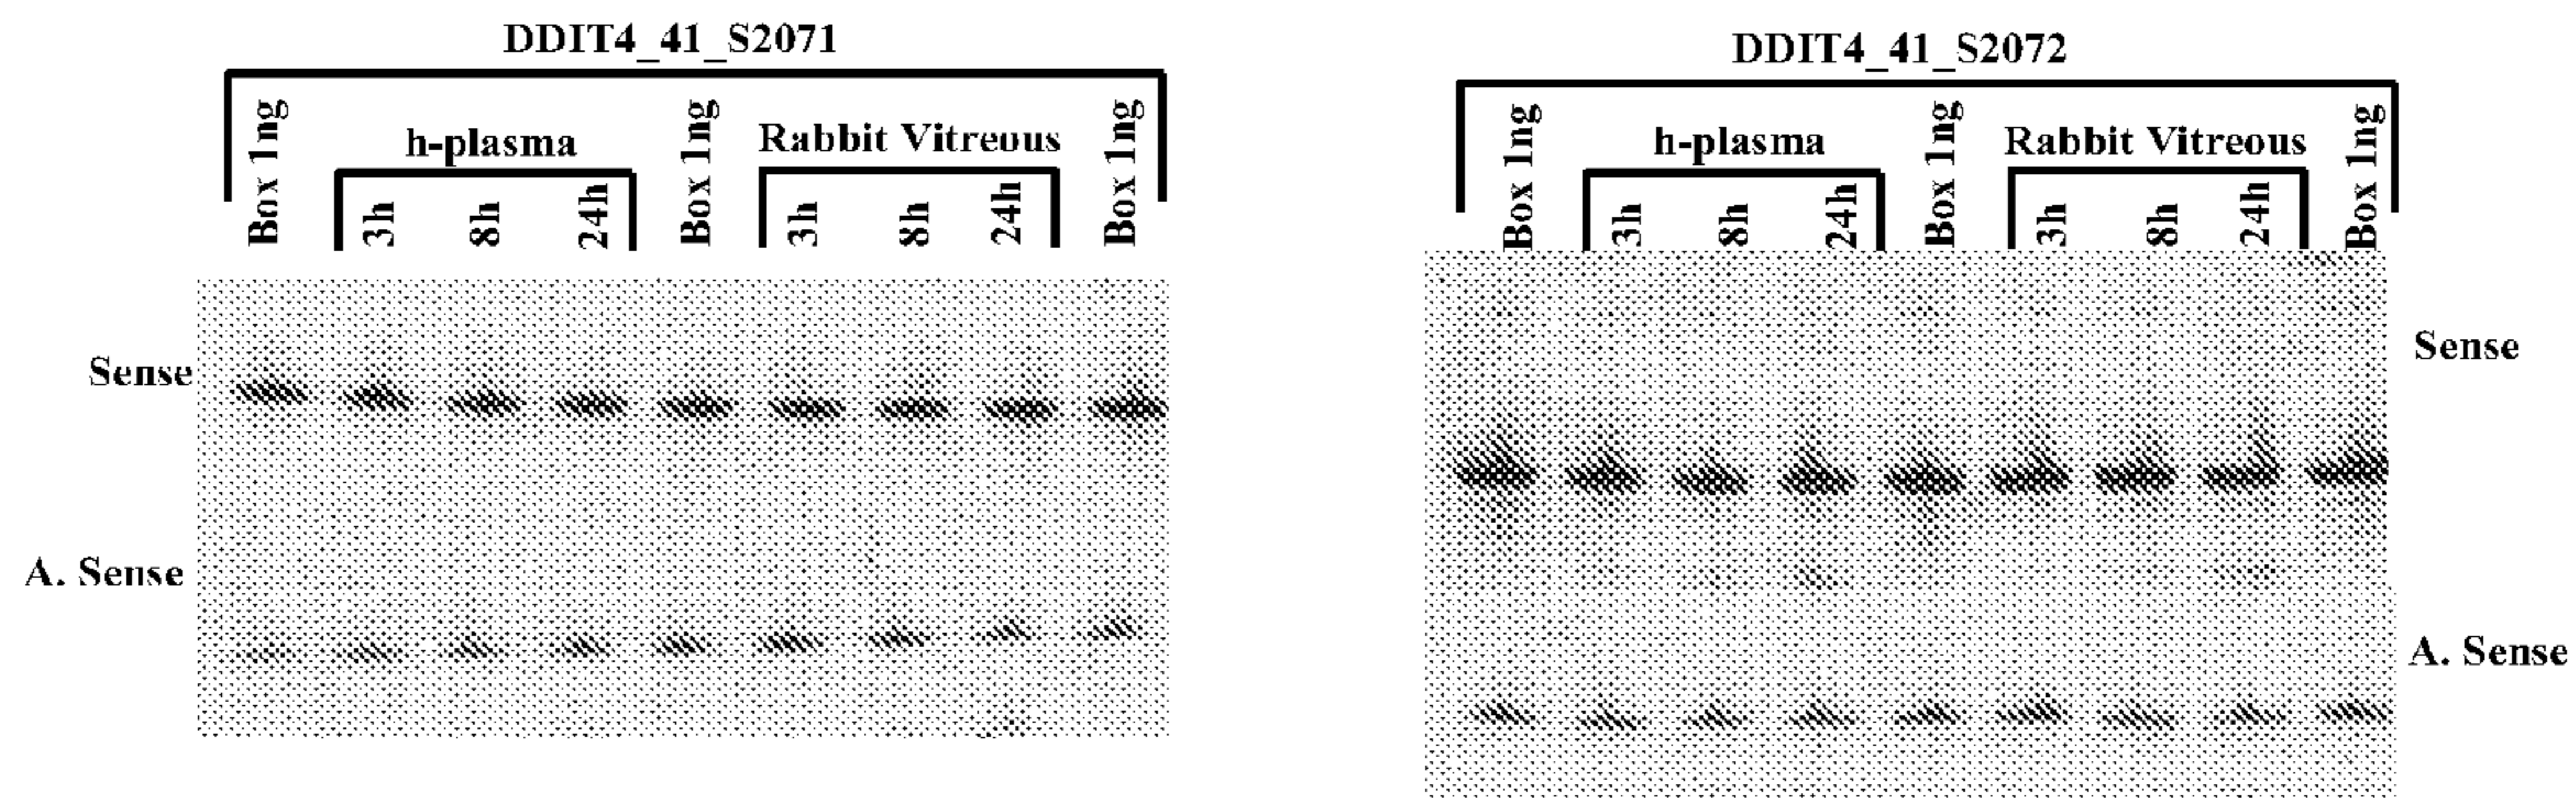 DDIT4_41_S2071
Box 1ng
h-plasma
3h
8h
24h
Box 1ng
Rabbit Vitreous
3h
8h
24h
Box 1ng
Sense
A. Sense
DDIT4_41_S2072
Box 1ng
h-plasma
3h
8h
24h
Box 1ng
Rabbit Vitreous
3h
8h
24h
Box 1ng
Sense
A. Sense